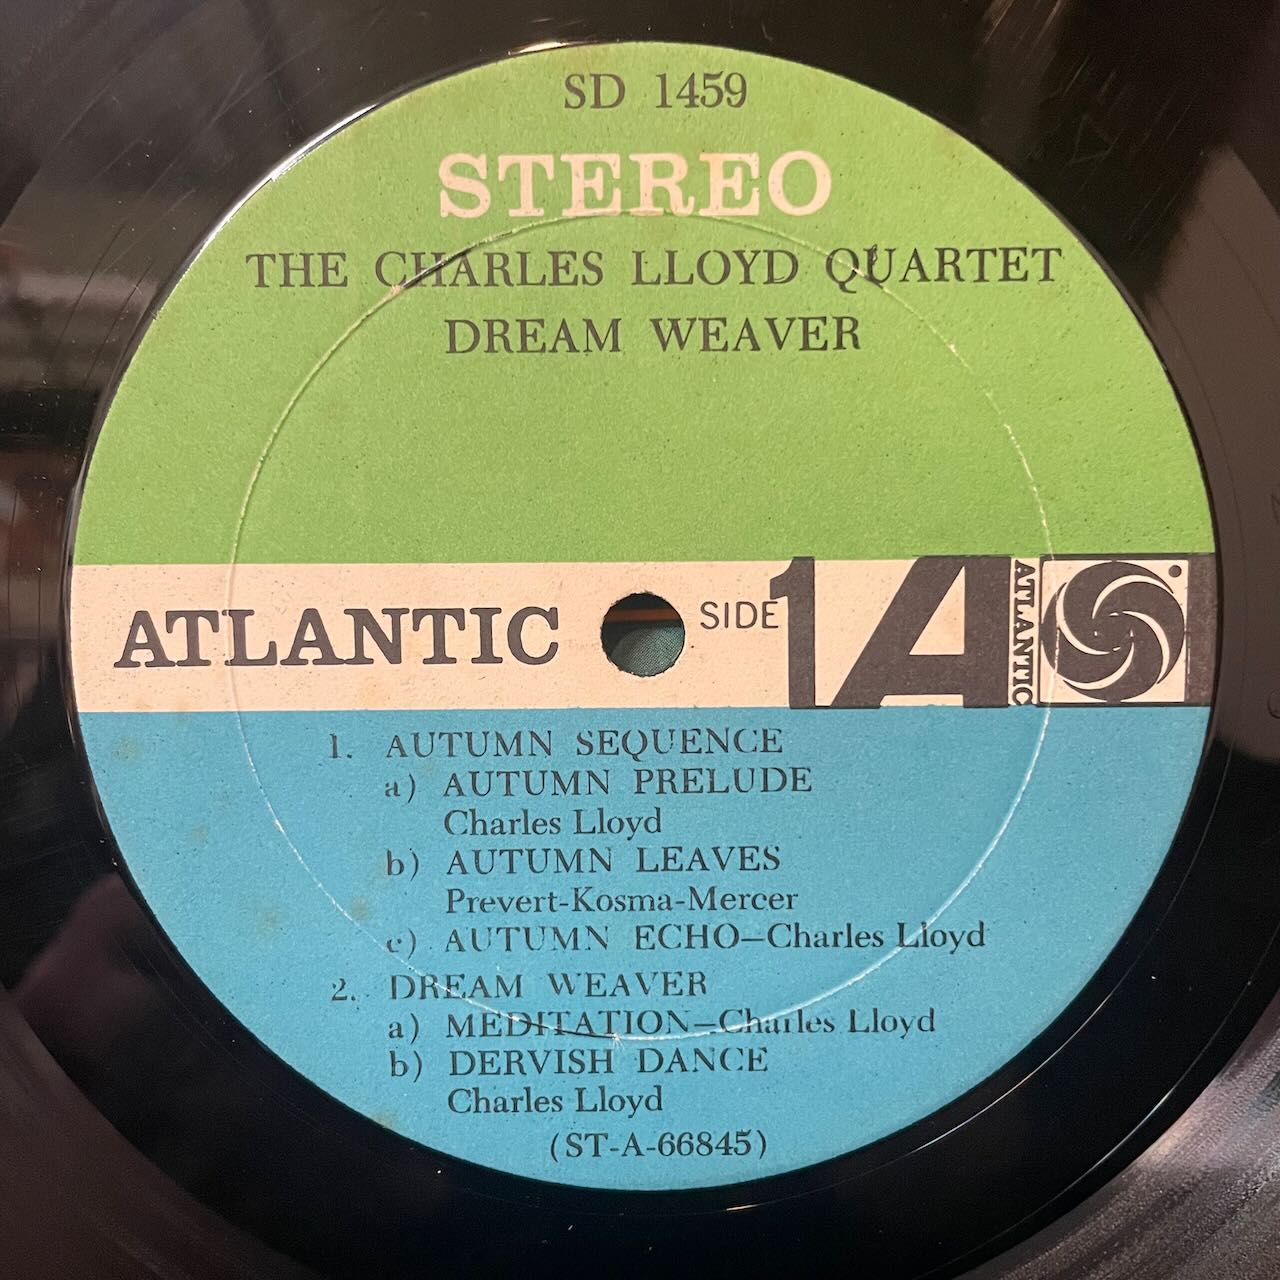 SD 1459
STEREO
THE CHARLES LLOYD QUARTET
DREAM WEAVER
ATLANTIC SIDE 1 A ATLANTIC
1. AUTUMN SEQUENCE
a) AUTUMN PRELUDE
Charles Lloyd
b) AUTUMN LEAVES
Prevert-Kosma-Mercer
c) AUTUMN ECHO—Charles Lloyd
2. DREAM WEAVER
a) MEDITATION—Charles Lloyd
b) DERVISH DANCE
Charles Lloyd
(ST-A-66845)